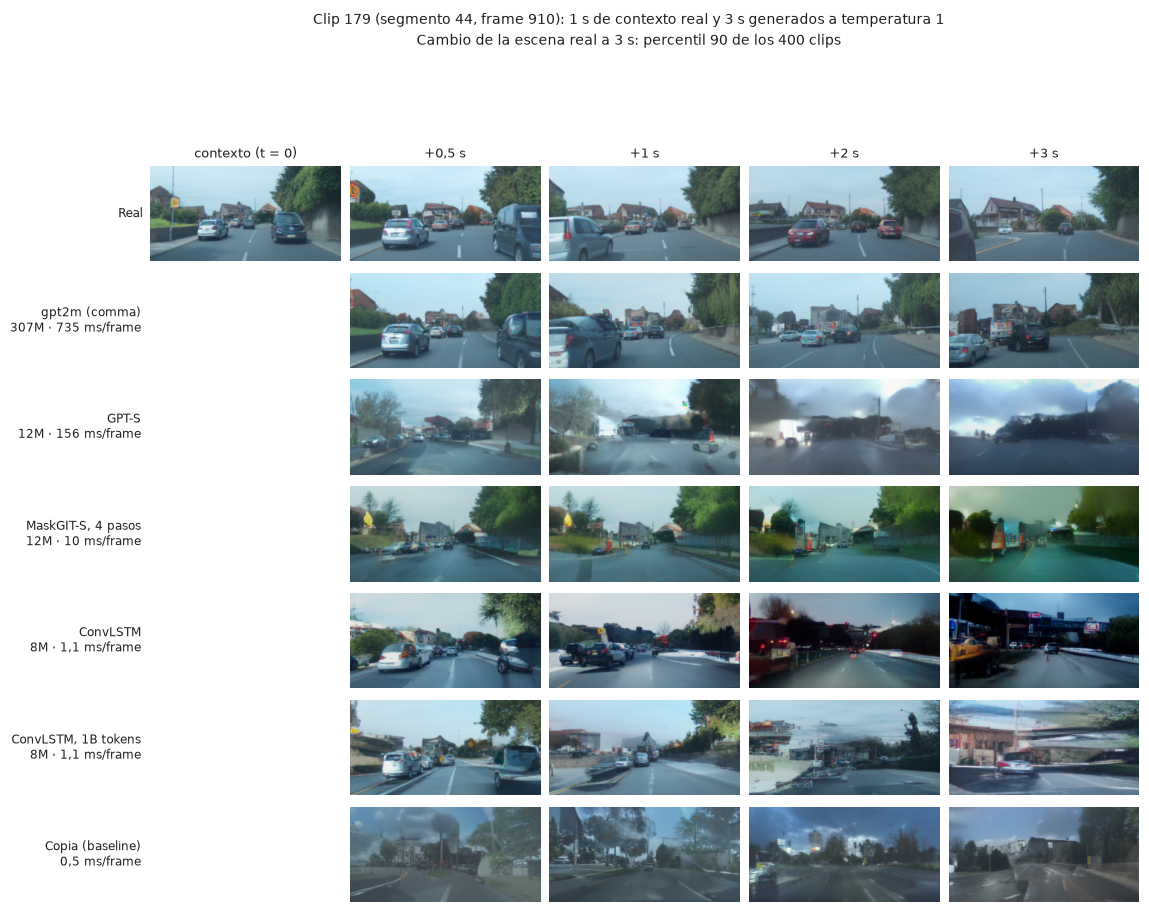 Clip 179 (segmento 44, frame 910): 1 s de contexto real y 3 s generados a temperatura 1
Cambio de la escena real a 3 s: percentil 90 de los 400 clips
contexto (t = 0)
+0,5 s
+1 s
+2 s
+3 s
Real
gpt2m (comma)
307M · 735 ms/frame
GPT-S
12M · 156 ms/frame
MaskGIT-S, 4 pasos
12M · 10 ms/frame
ConvLSTM
8M · 1,1 ms/frame
ConvLSTM, 1B tokens
8M · 1,1 ms/frame
Copia (baseline)
0,5 ms/frame